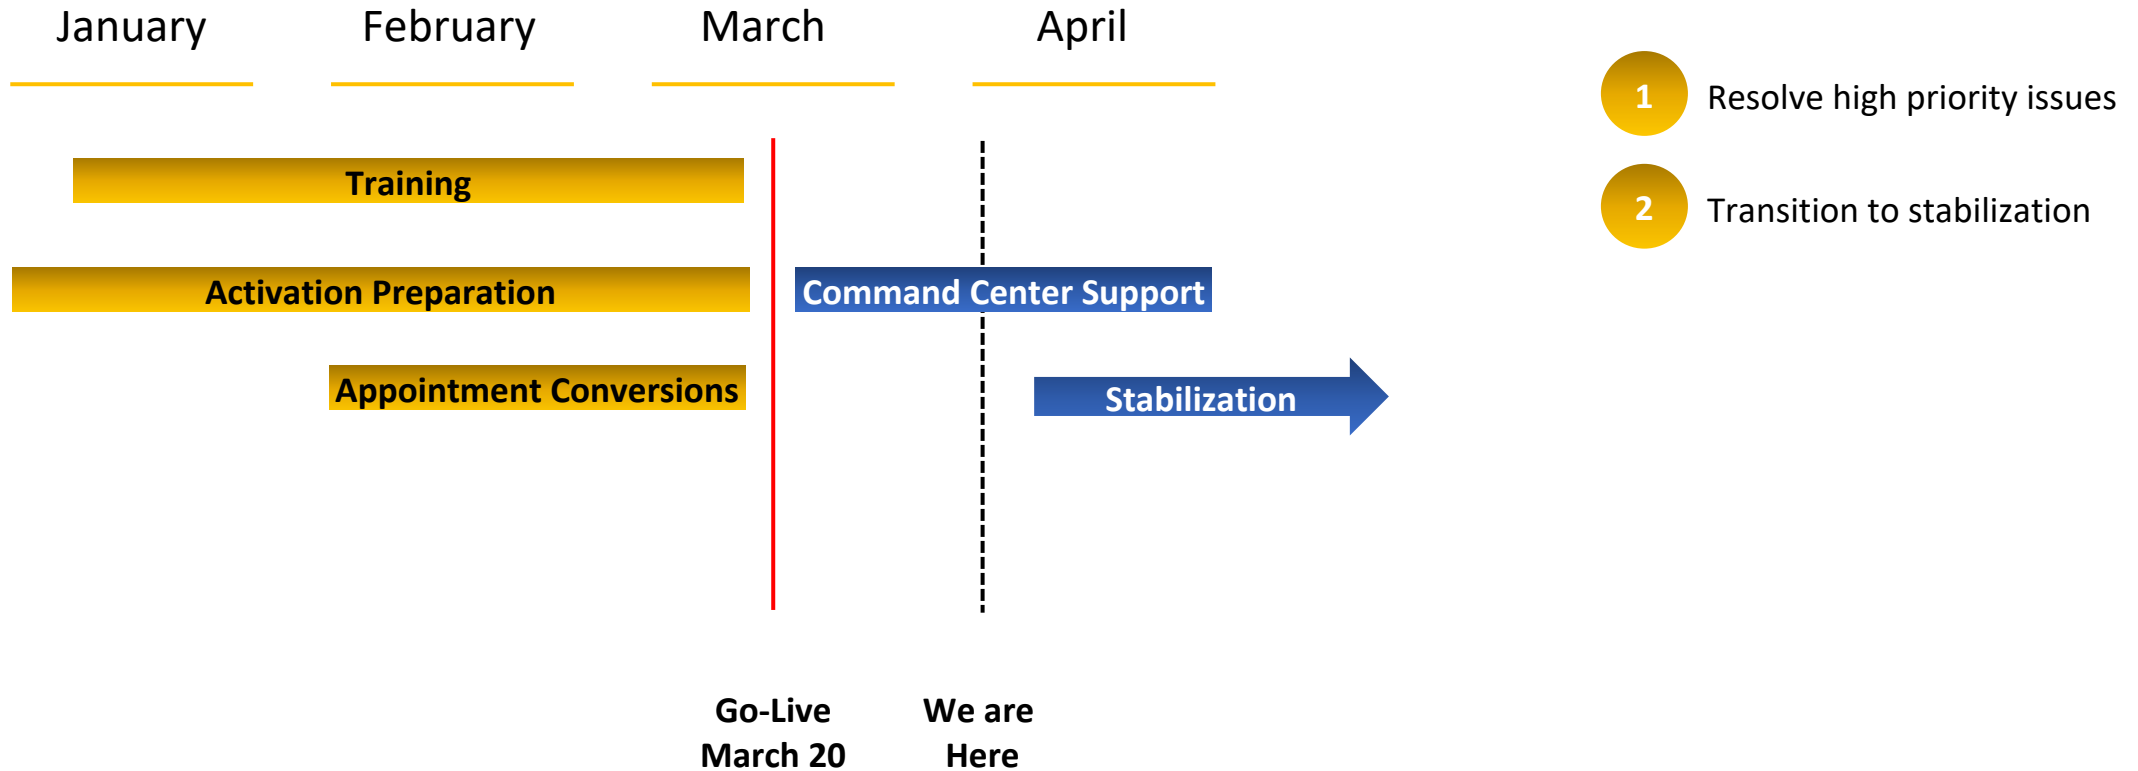 January February March April
1 Resolve high priority issues
Training
2 Transition to stabilization
Activation Preparation
Command Center Support
Appointment Conversions
Stabilization
Go-Live
March 20
We are
Here